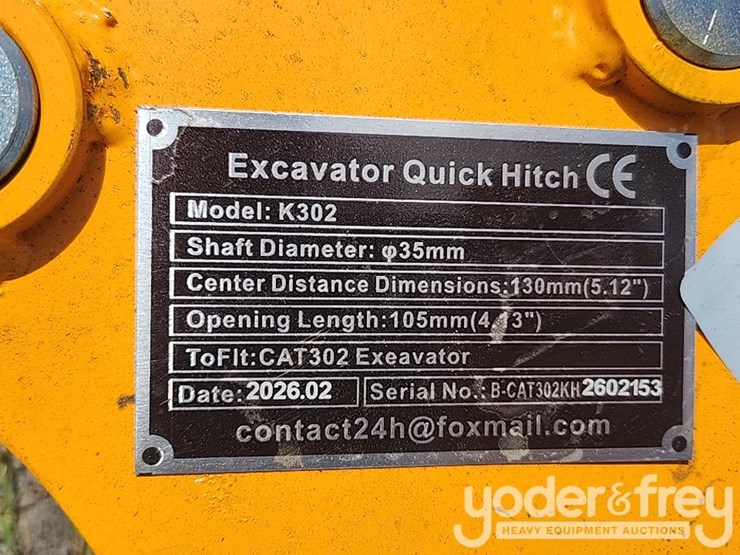 Excavator Quick Hitch CE
Model: K302
Shaft Diameter: φ35mm
Center Distance Dimensions:130mm(5.12")
Opening Length:105mm(4.13")
ToFIt:CAT302 Exeavator
Date: 2026.02 Serial No.: B-CAT302KH2602153
contact24h@foxmail.com
yoder&frey
HEAVY EQUIPMENT AUCTIONS